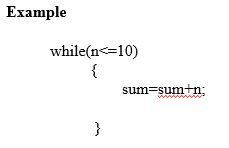 Example
while(n<=10)
{
sum=sum+n;
}